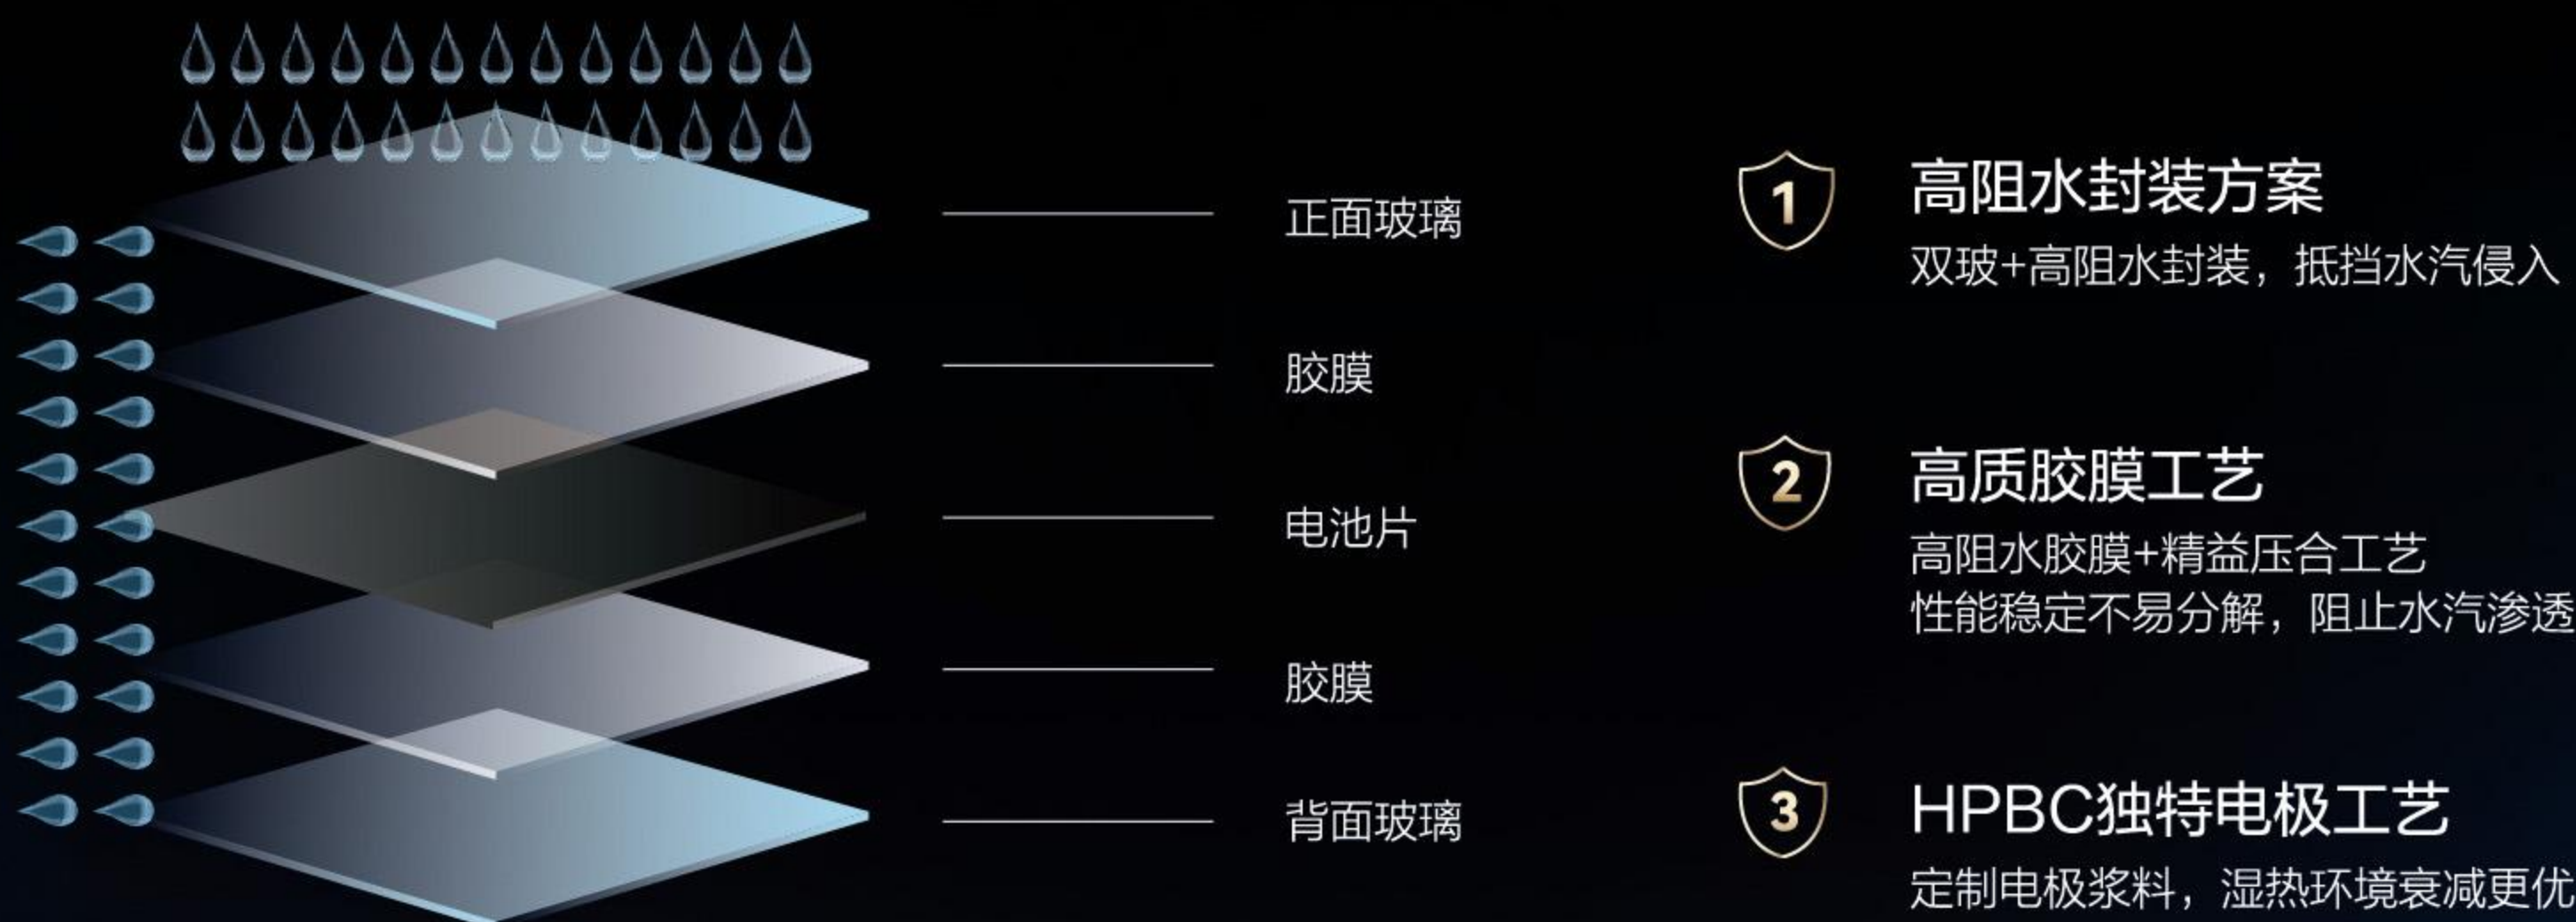 正面玻璃
胶膜
电池片
胶膜
背面玻璃
1
高阻水封装方案
双玻+高阻水封装，抵挡水汽侵入
2
高质胶膜工艺
高阻水胶膜+精益压合工艺
性能稳定不易分解，阻止水汽渗透
3
HPBC独特电极工艺
定制电极浆料，湿热环境衰减更优